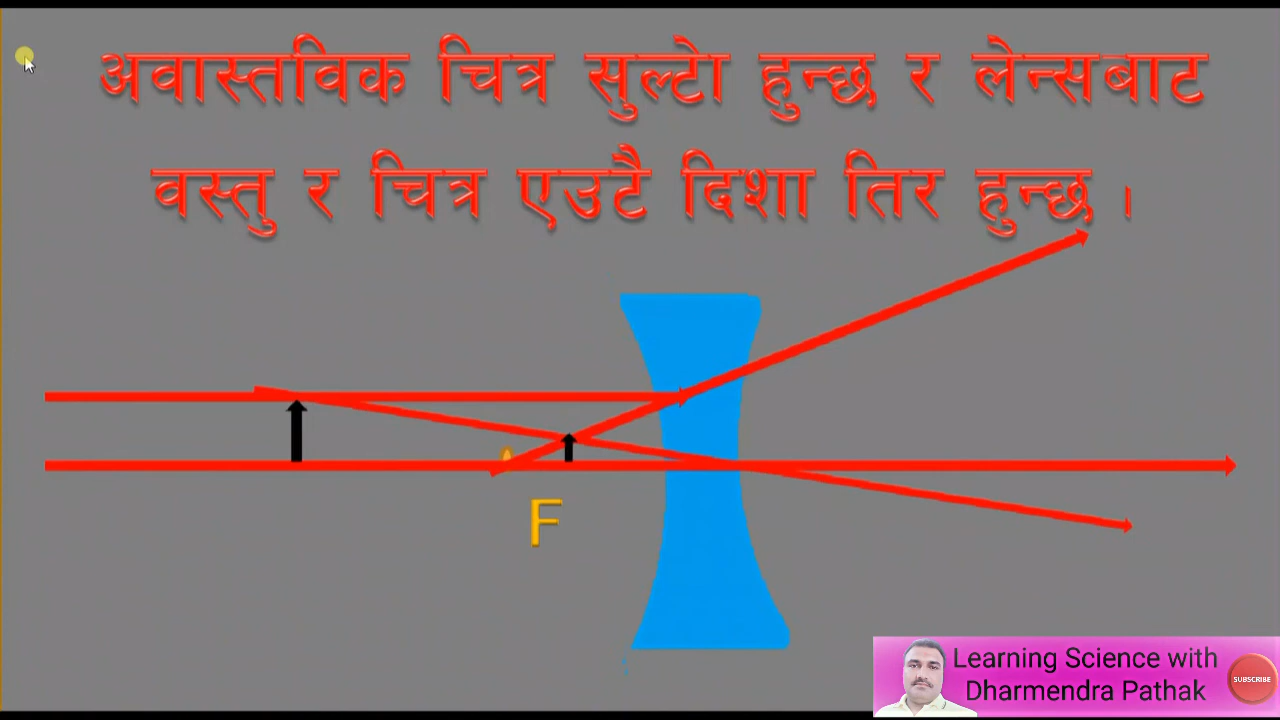 अवास्तविक चित्र सुल्टो हुन्छ र लेन्सबाट
वस्तु र चित्र एउटै दिशा तिर हुन्छ ।
F
Learning Science with
Dharmendra Pathak
SUBSCRIBE